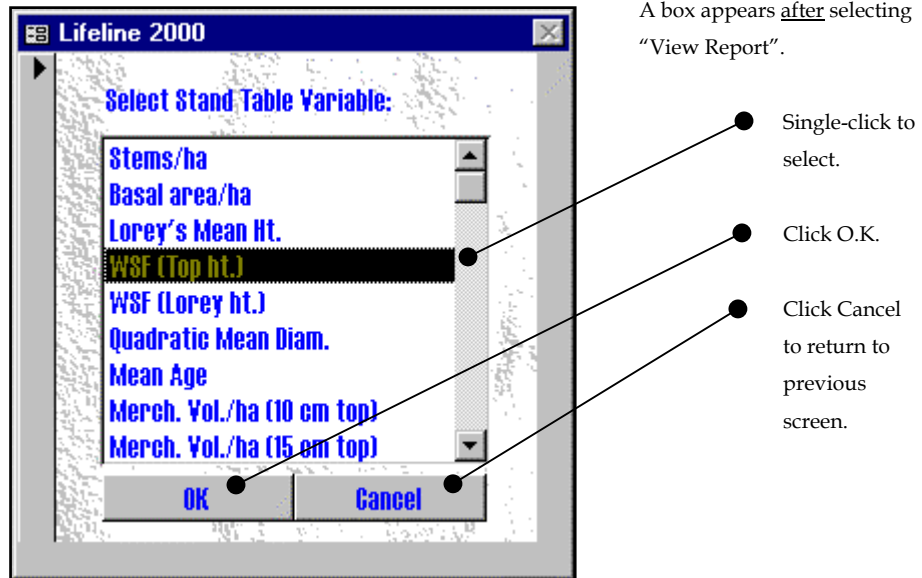 Lifeline 2000
Select Stand Table Variable:
Stems/ha
Basal area/ha
Lorey's Mean Ht.
WSF (Top ht.)
WSF (Lorey ht.)
Quadratic Mean Diam.
Mean Age
Merch. Vol./ha (10 cm top)
Merch. Vol./ha (15 cm top)
OK
Cancel
A box appears after selecting
“View Report”.
Single-click to
select.
Click O.K.
Click Cancel
to return to
previous
screen.